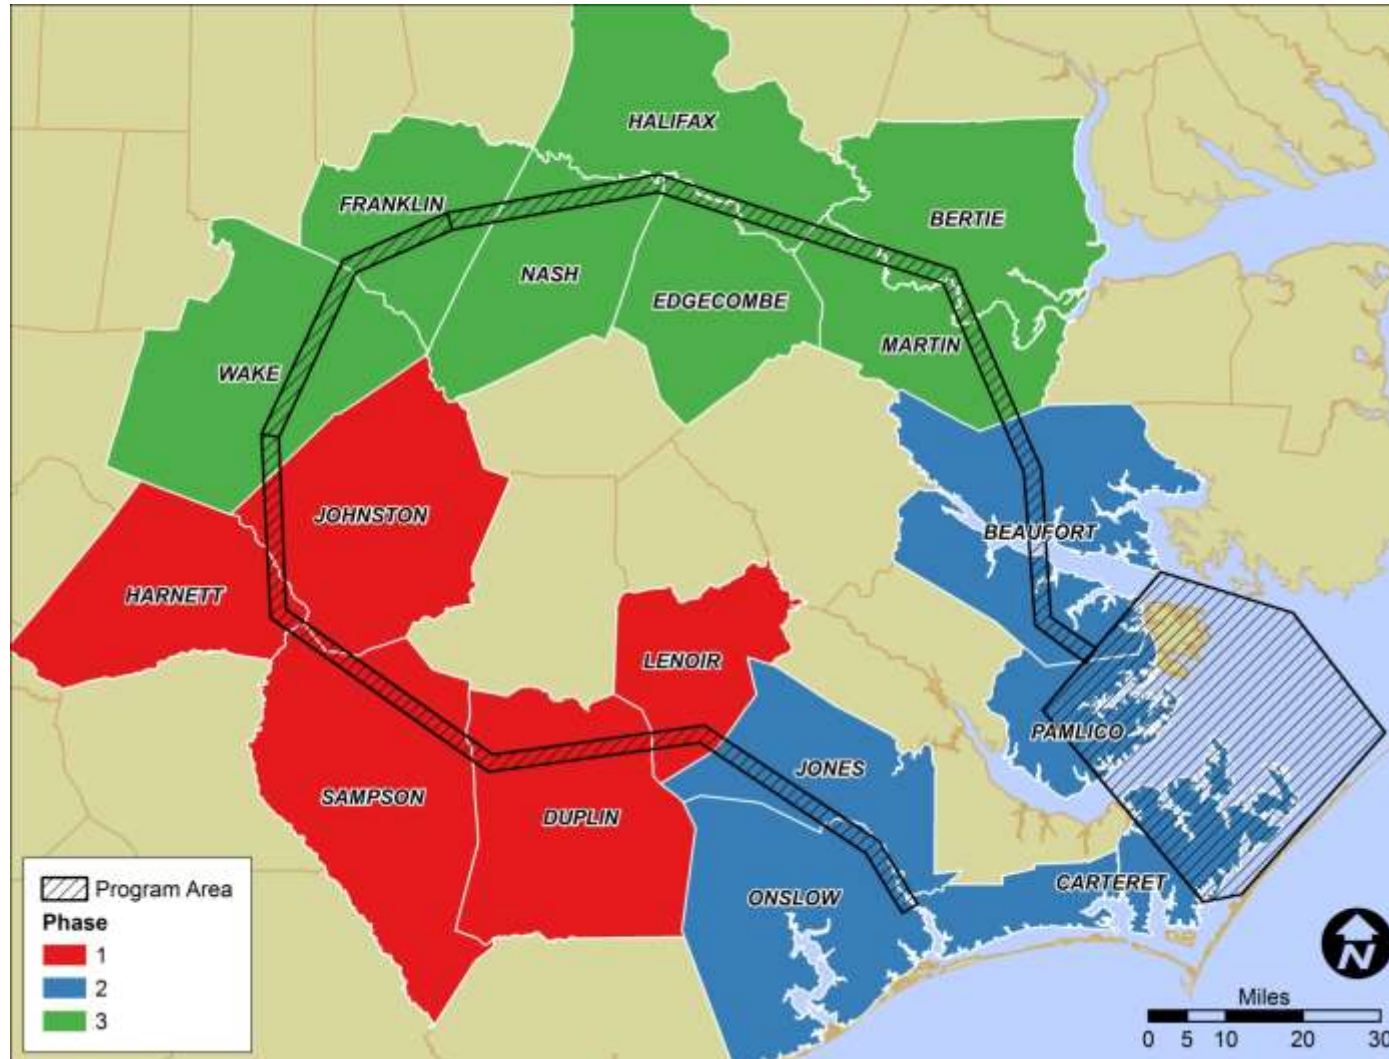 HALIFAX
FRANKLIN
BERTIE
NASH
EDGECOMBE
MARTIN
WAKE
JOHNSTON
BEAUFORT
HARNETT
LENOIR
PAMLICO
JONES
SAMPSON
DUPLIN
CARTERET
ONSLOW
Program Area
Phase
1
2
3
N
Miles
0 5 10 20 30